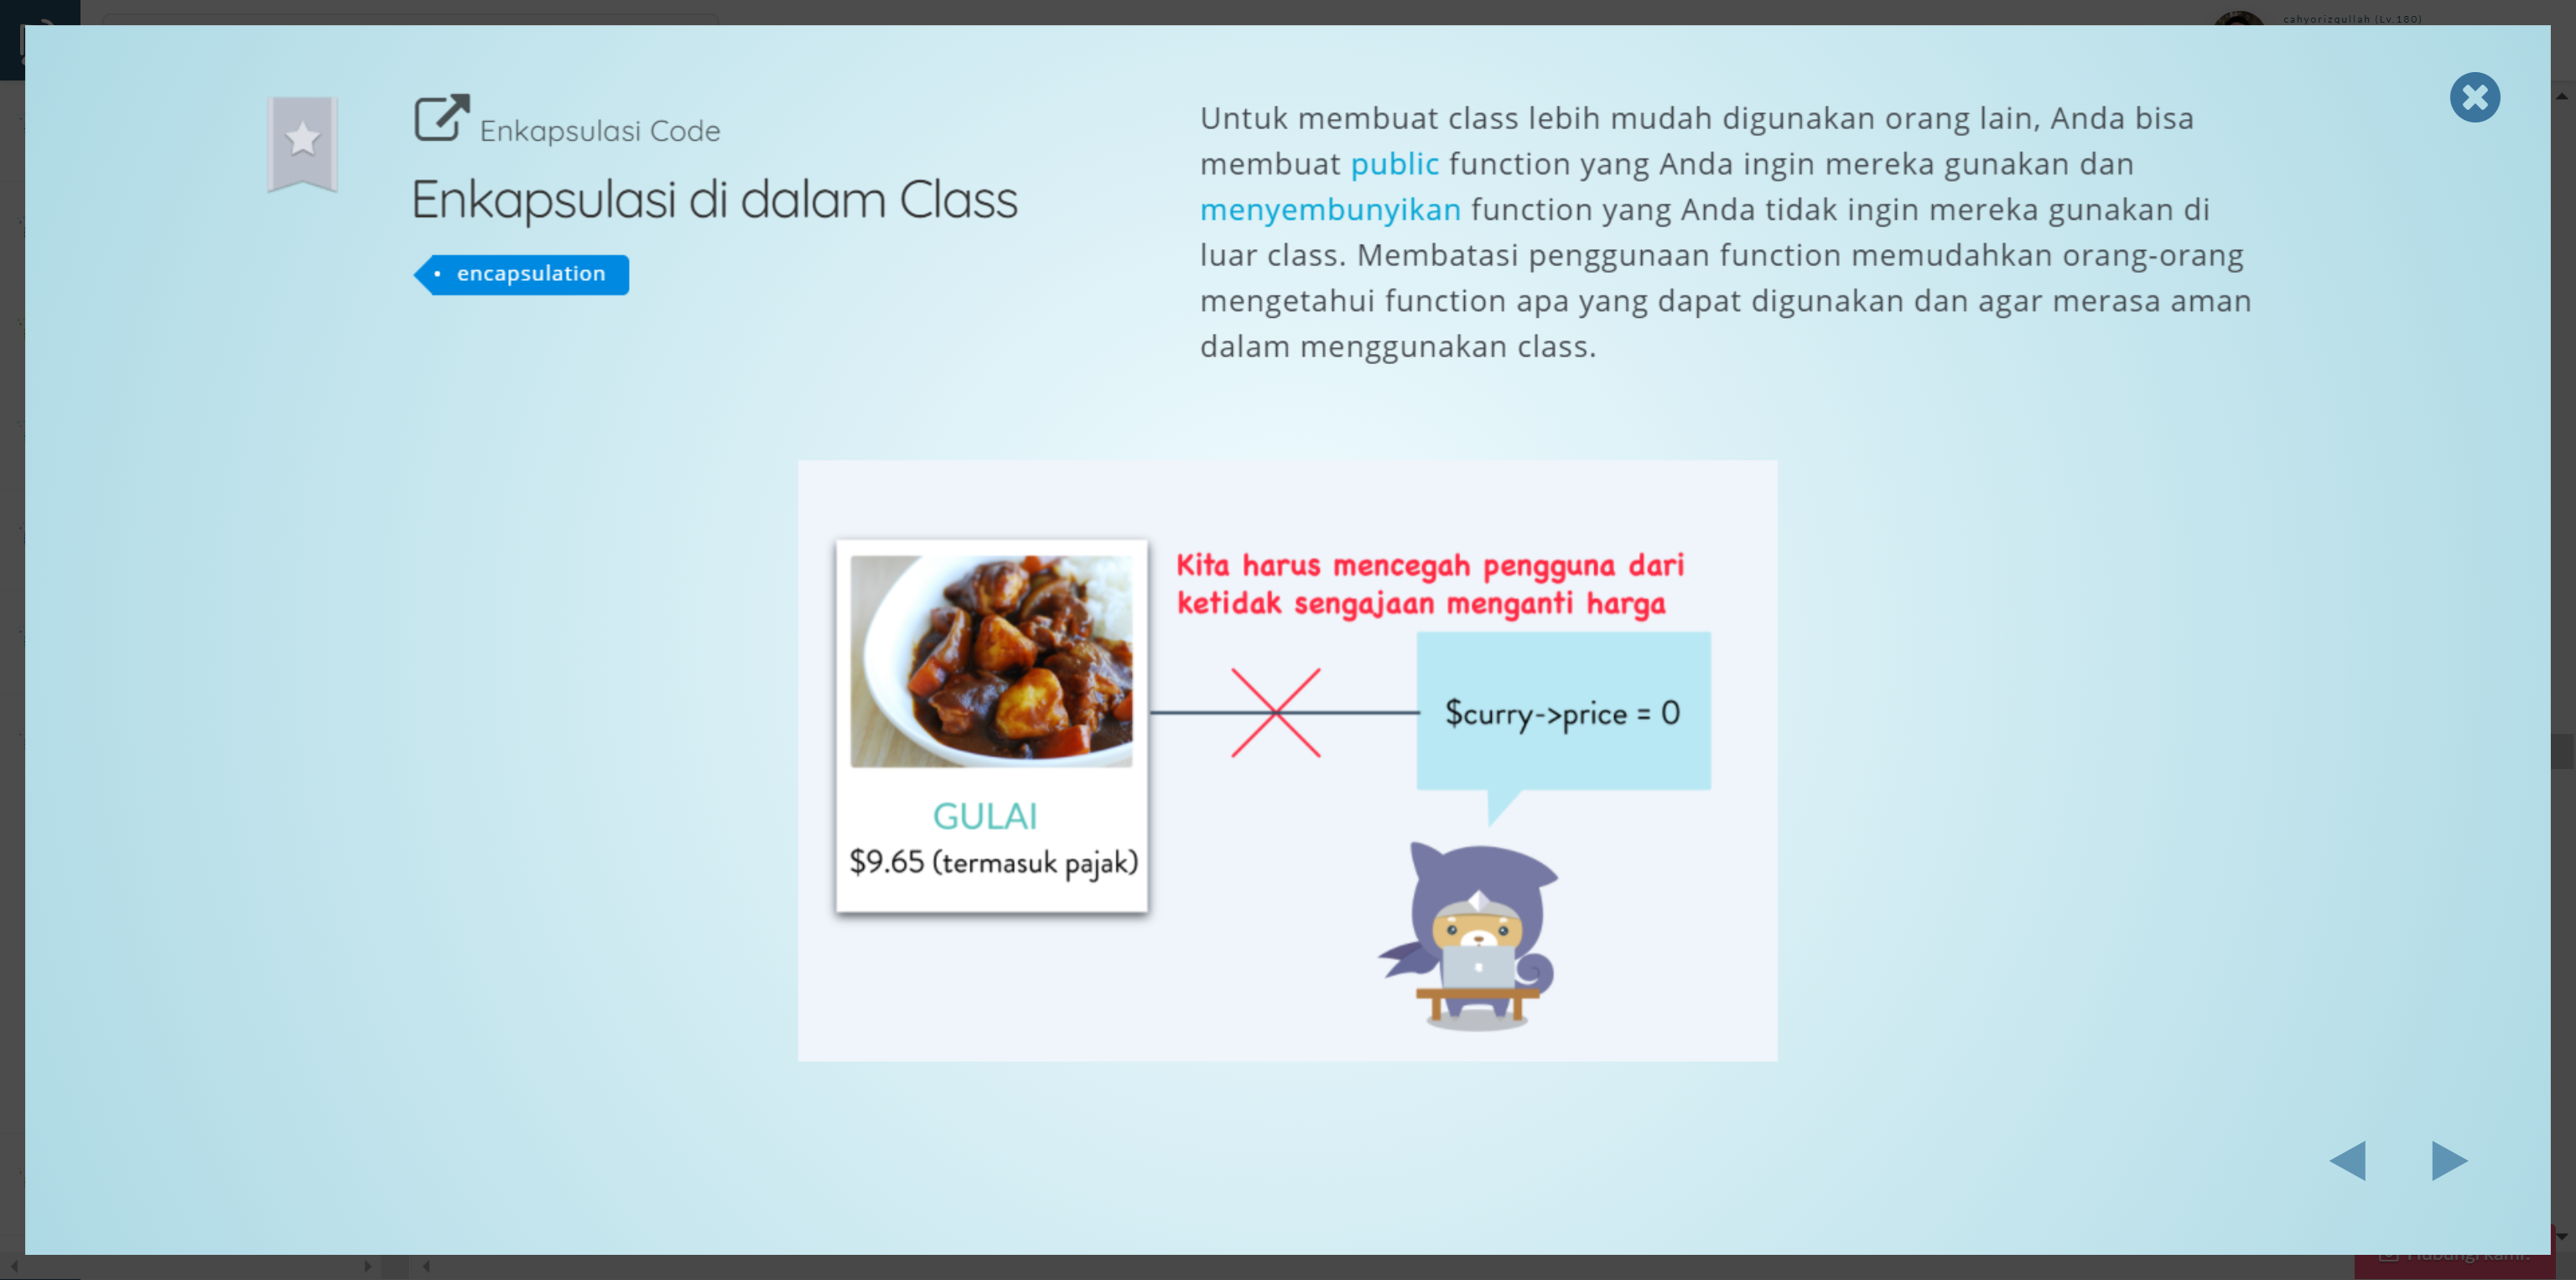 cahyorizqullah (Lv.180)
Enkapsulasi Code
Enkapsulasi di dalam Class
encapsulation
Untuk membuat class lebih mudah digunakan orang lain, Anda bisa
membuat public function yang Anda ingin mereka gunakan dan
menyembunyikan function yang Anda tidak ingin mereka gunakan di
luar class. Membatasi penggunaan function memudahkan orang-orang
mengetahui function apa yang dapat digunakan dan agar merasa aman
dalam menggunakan class.
Kita harus mencegah pengguna dari
ketidak sengajaan menganti harga
$curry->price = 0
GULAI
$9.65 (termasuk pajak)
Hubungi kami.